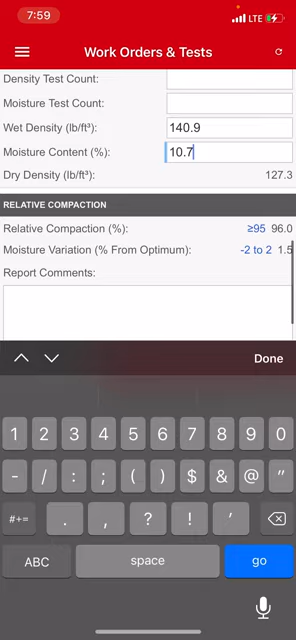 7:59
LTE
Work Orders & Tests
Density Test Count:
Moisture Test Count:
Wet Density (lb/ft³): 140.9
Moisture Content (%): 10.7
Dry Density (lb/ft³): 127.3
RELATIVE COMPACTION
Relative Compaction (%): ≥95 96.0
Moisture Variation (% From Optimum): -2 to 2 1.5
Report Comments:
Done
1 2 3 4 5 6 7 8 9 0
- / : ; ( ) $ & @ "
#+= . , ? ! '
ABC space go